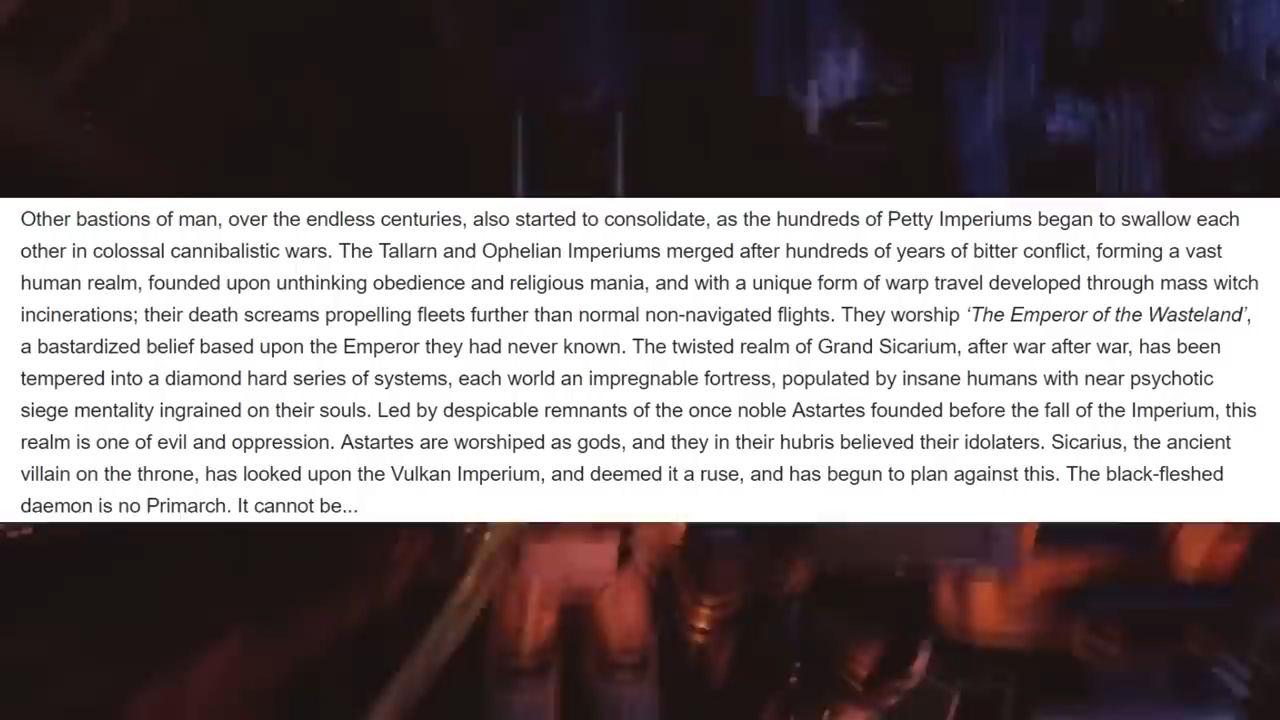 Other bastions of man, over the endless centuries, also started to consolidate, as the hundreds of Petty Imperiums began to swallow each
other in colossal cannibalistic wars. The Tallarn and Ophelian Imperiums merged after hundreds of years of bitter conflict, forming a vast
human realm, founded upon unthinking obedience and religious mania, and with a unique form of warp travel developed through mass witch
incinerations; their death screams propelling fleets further than normal non-navigated flights. They worship ‘The Emperor of the Wasteland’,
a bastardized belief based upon the Emperor they had never known. The twisted realm of Grand Sicarium, after war after war, has been
tempered into a diamond hard series of systems, each world an impregnable fortress, populated by insane humans with near psychotic
siege mentality ingrained on their souls. Led by despicable remnants of the once noble Astartes founded before the fall of the Imperium, this
realm is one of evil and oppression. Astartes are worshiped as gods, and they in their hubris believed their idolaters. Sicarius, the ancient
villain on the throne, has looked upon the Vulkan Imperium, and deemed it a ruse, and has begun to plan against this. The black-fleshed
daemon is no Primarch. It cannot be...